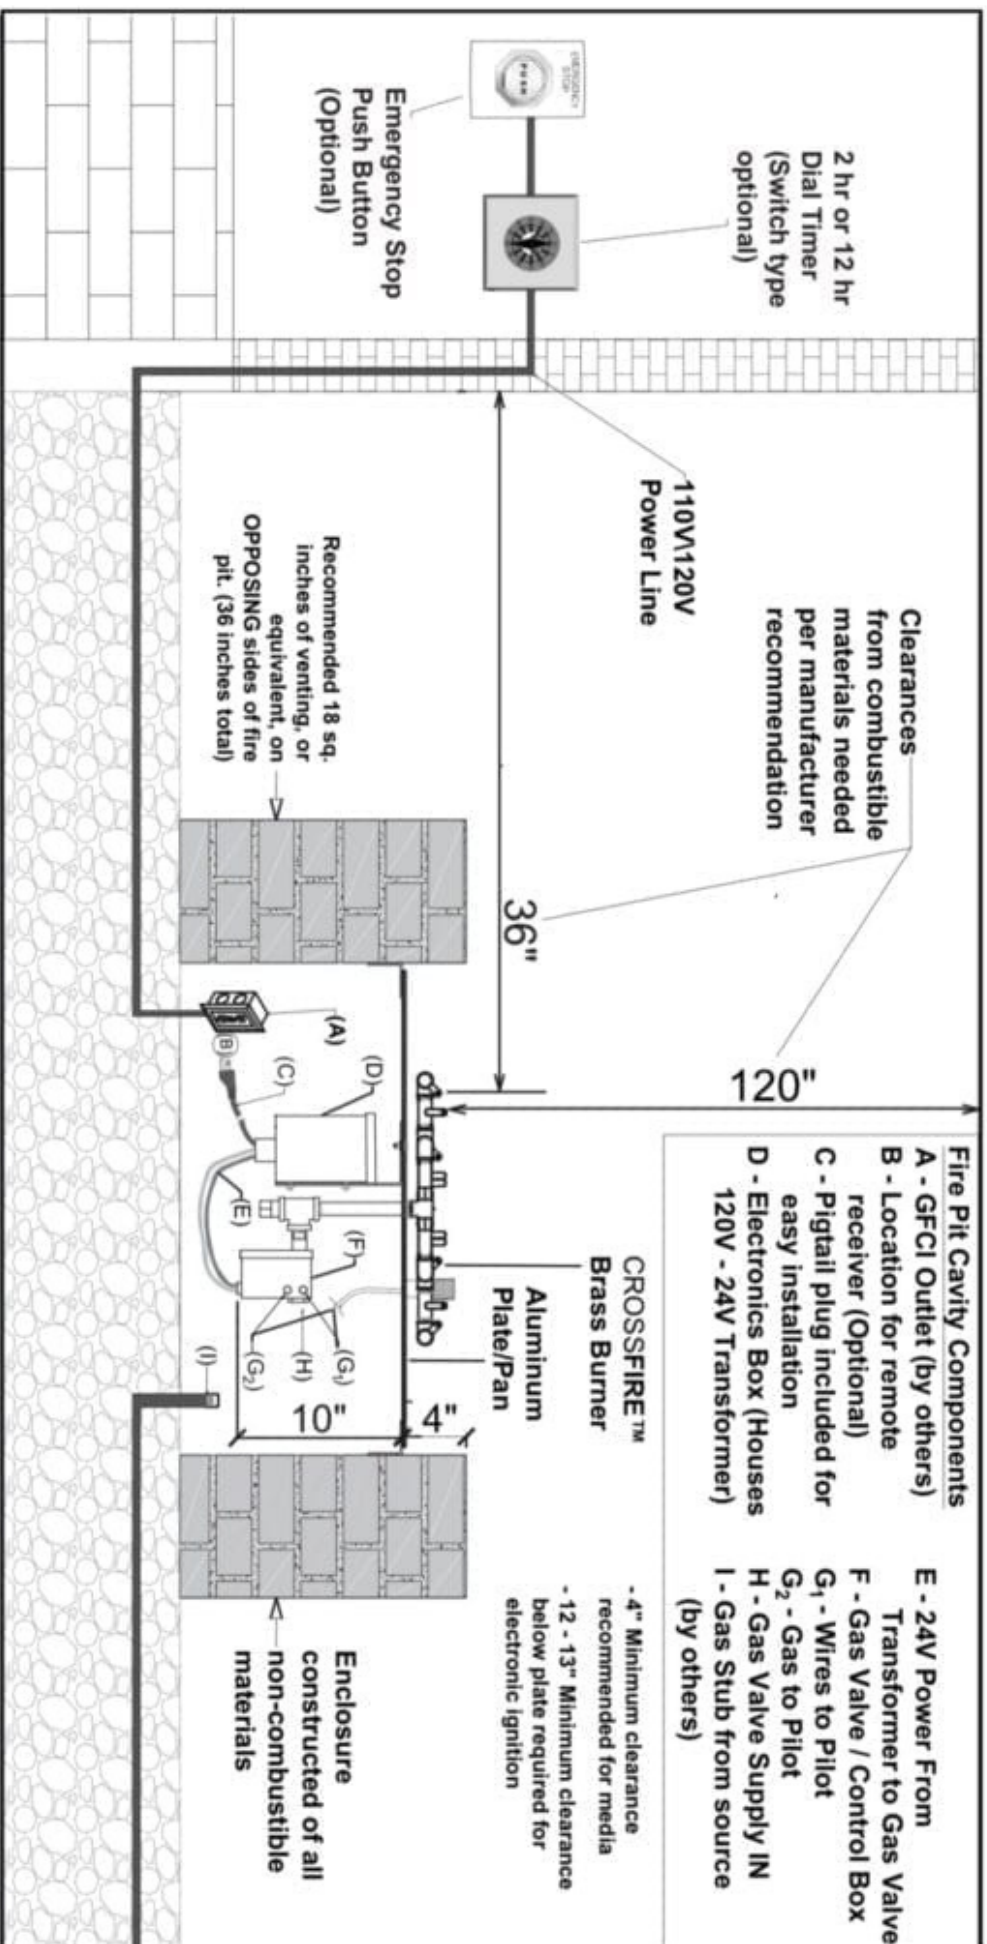 EMERGENCY
STOP
PUSH
Emergency Stop
Push Button
(Optional)
2 hr or 12 hr
Dial Timer
(Switch type
optional)
110V\120V
Power Line
Clearances
from combustible
materials needed
per manufacturer
recommendation
36"
120"
Recommended 18 sq.
inches of venting, or
equivalent, on
OPPOSING sides of fire
pit. (36 inches total)
Fire Pit Cavity Components
A - GFCI Outlet (by others)
B - Location for remote
receiver (Optional)
C - Pigtail plug included for
easy installation
D - Electronics Box (Houses
120V - 24V Transformer)
E - 24V Power From
Transformer to Gas Valve
F - Gas Valve / Control Box
G₁ - Wires to Pilot
G₂ - Gas to Pilot
H - Gas Valve Supply IN
I - Gas Stub from source
(by others)
CROSSFIRE™
Brass Burner
Aluminum
Plate/Pan
- 4" Minimum clearance
recommended for media
- 12 - 13" Minimum clearance
below plate required for
electronic ignition
4"
10"
(A)
B
(C)
(D)
(E)
(F)
(G₁)
(H)
(G₂)
(I)
Enclosure
constructed of all
non-combustible
materials